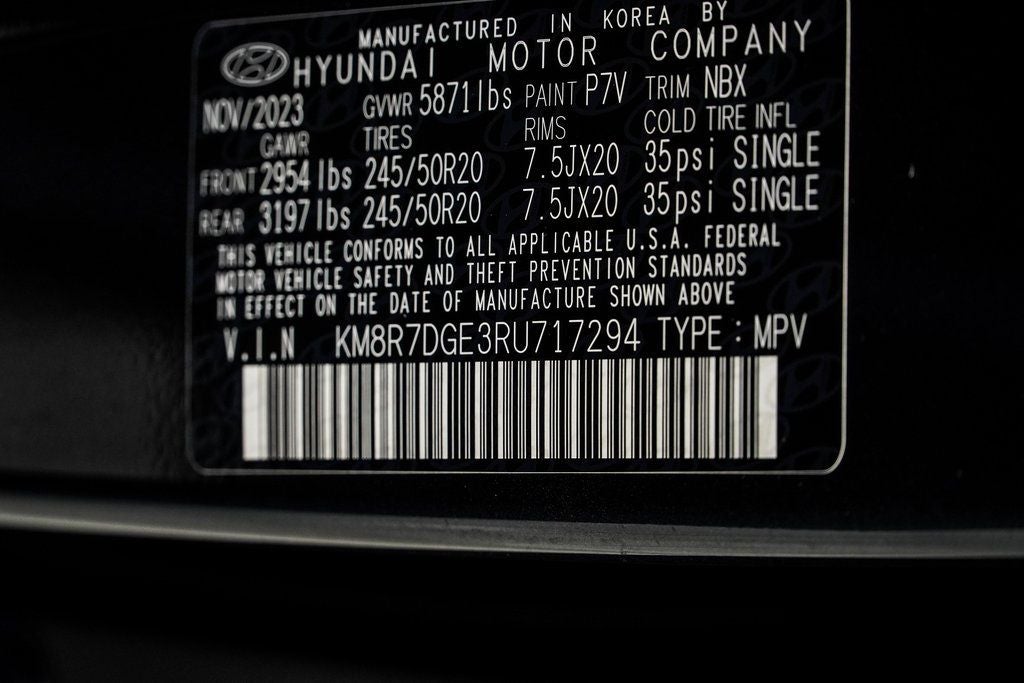 MANUFACTURED IN KOREA BY
HYUNDAI MOTOR COMPANY
NOV/2023 GVWR 5871lbs PAINT P7V TRIM NBX
GAWR TIRES RIMS COLD TIRE INFL
FRONT 2954lbs 245/50R20 7.5JX20 35psi SINGLE
REAR 3197lbs 245/50R20 7.5JX20 35psi SINGLE
THIS VEHICLE CONFORMS TO ALL APPLICABLE U.S.A. FEDERAL
MOTOR VEHICLE SAFETY AND THEFT PREVENTION STANDARDS
IN EFFECT ON THE DATE OF MANUFACTURE SHOWN ABOVE
V.I.N KM8R7DGE3RU717294 TYPE : MPV